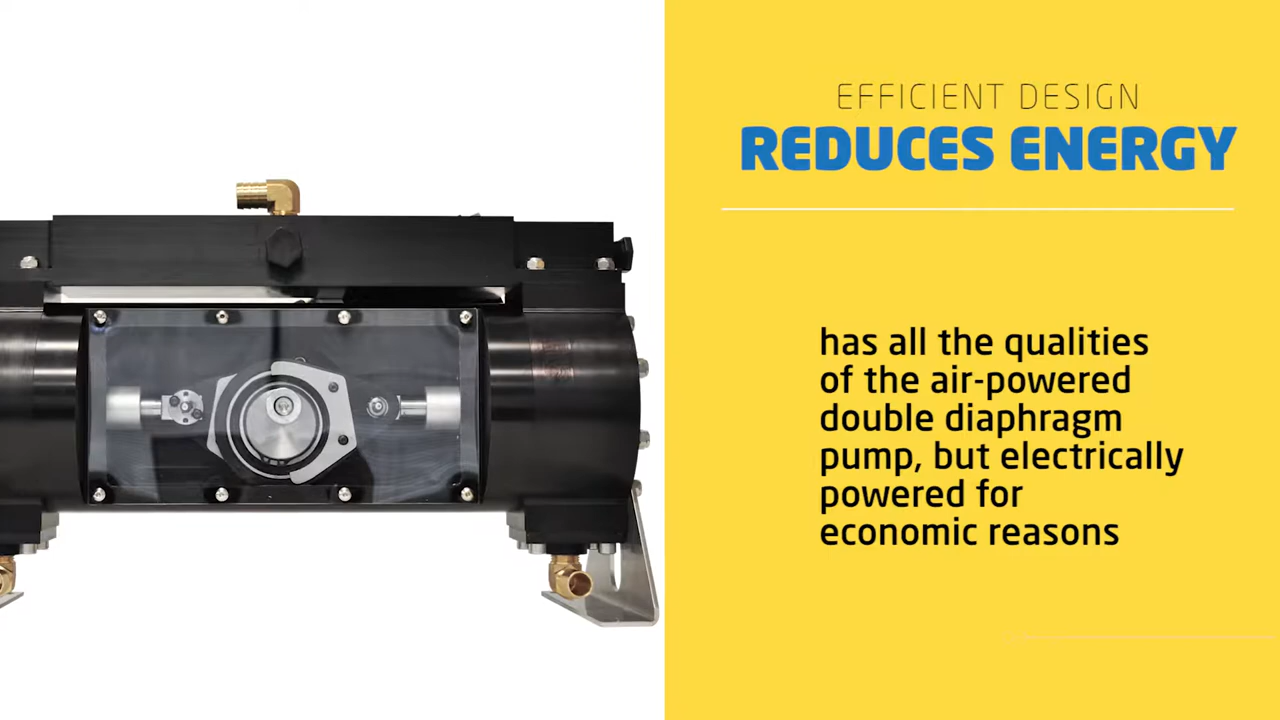 EFFICIENT DESIGN
REDUCES ENERGY
has all the qualities
of the air-powered
double diaphragm
pump, but electrically
powered for
economic reasons